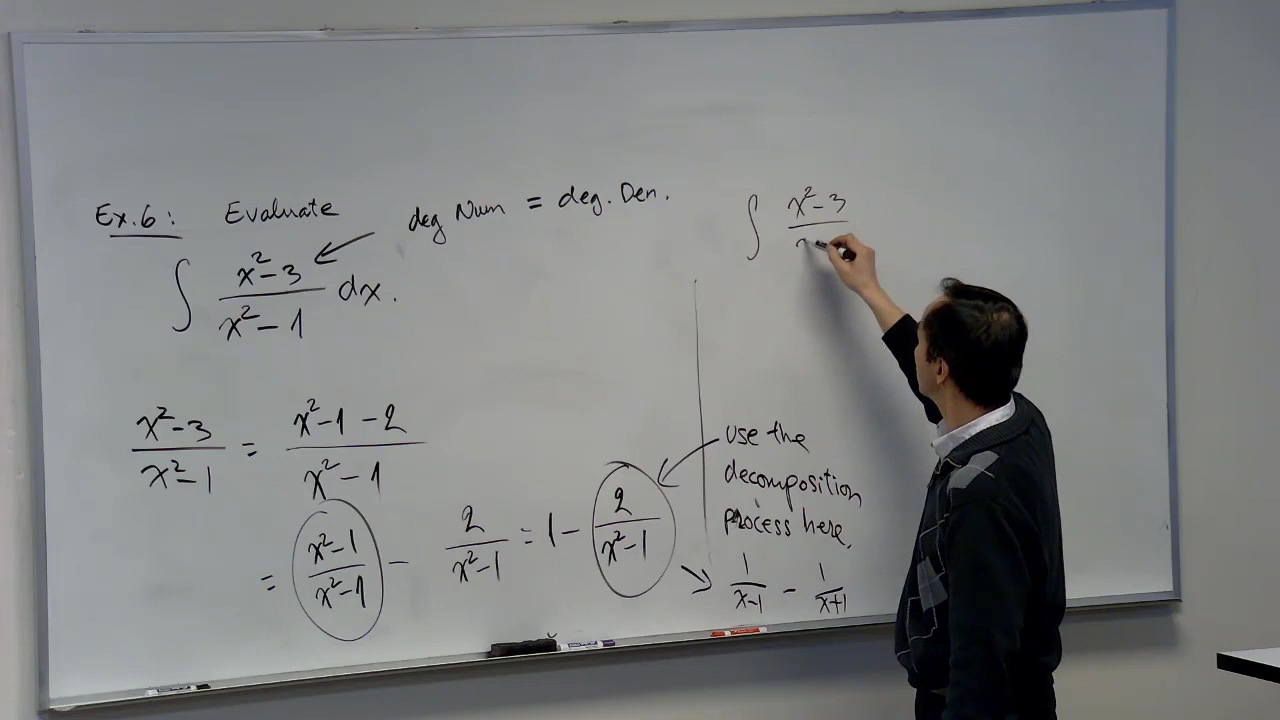 Ex.6: Evaluate
deg Num = deg. Den.
∫ (x²-3)/(x²-1) dx.
(x²-3)/(x²-1) = (x²-1-2)/(x²-1)
= (x²-1)/(x²-1) - 2/(x²-1) = 1 - 2/(x²-1)
use the
decomposition
process here.
1/(x-1) - 1/(x+1)
∫ x²-3